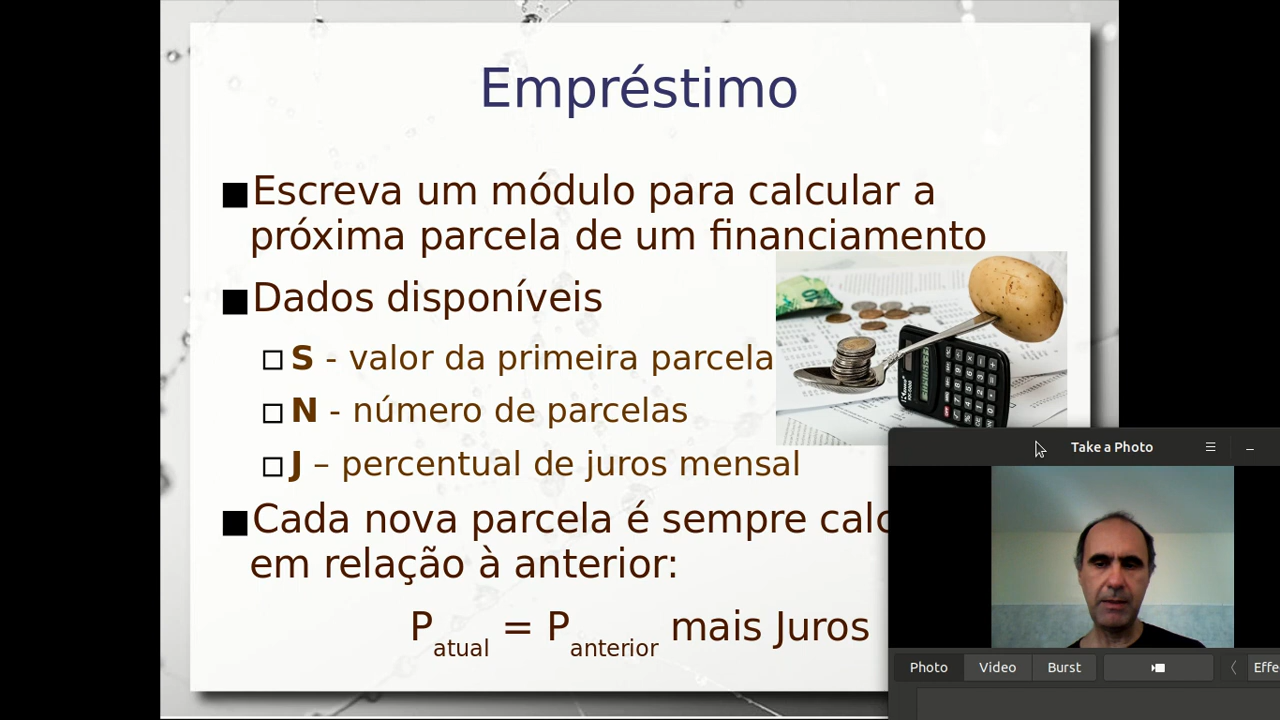 Empréstimo
Escreva um módulo para calcular a
próxima parcela de um financiamento
Dados disponíveis
S - valor da primeira parcela
N - número de parcelas
J – percentual de juros mensal
Cada nova parcela é sempre
em relação à anterior:
P atual = P anterior mais Juros
Take a Photo
Photo Video Burst